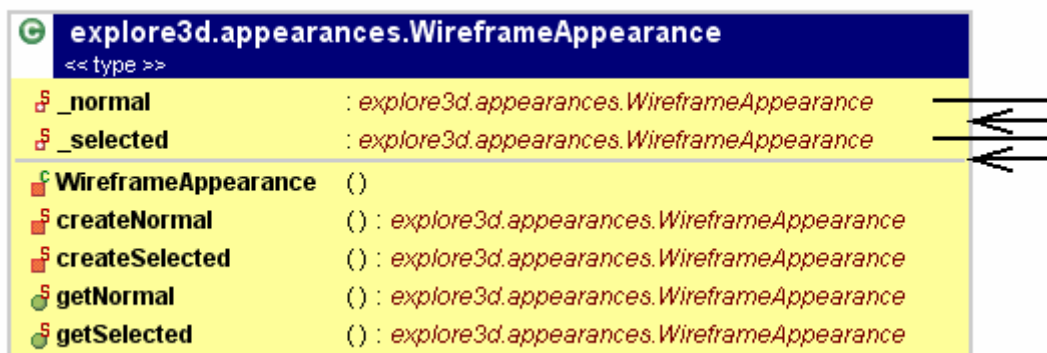 C explore3d.appearances.WireframeAppearance
<< type >>
S _normal : explore3d.appearances.WireframeAppearance
S _selected : explore3d.appearances.WireframeAppearance
C WireframeAppearance ()
S createNormal () : explore3d.appearances.WireframeAppearance
S createSelected () : explore3d.appearances.WireframeAppearance
S getNormal () : explore3d.appearances.WireframeAppearance
S getSelected () : explore3d.appearances.WireframeAppearance